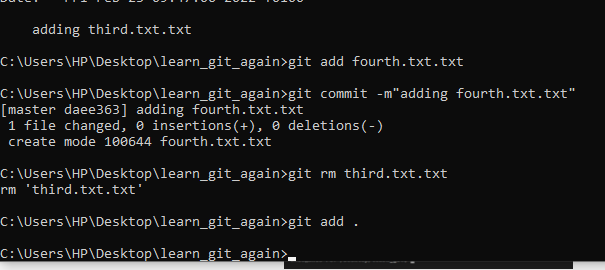 adding third.txt.txt
C:\Users\HP\Desktop\learn_git_again>git add fourth.txt.txt
C:\Users\HP\Desktop\learn_git_again>git commit -m"adding fourth.txt.txt"
[master daee363] adding fourth.txt.txt
1 file changed, 0 insertions(+), 0 deletions(-)
create mode 100644 fourth.txt.txt
C:\Users\HP\Desktop\learn_git_again>git rm third.txt.txt
rm 'third.txt.txt'
C:\Users\HP\Desktop\learn_git_again>git add .
C:\Users\HP\Desktop\learn_git_again>